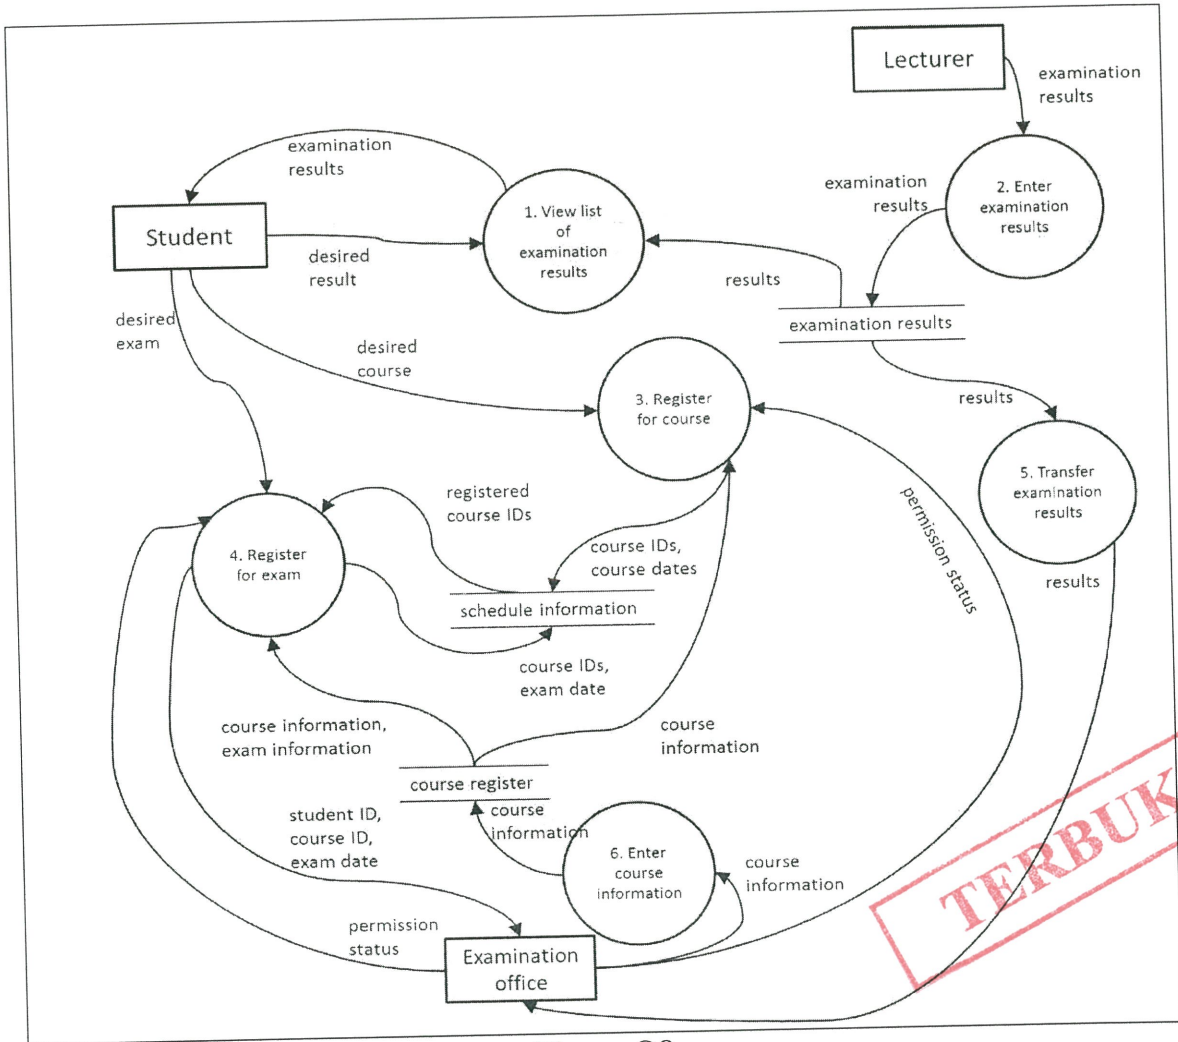 Lecturer
examination
results
examination
results
Student
1. View list
of
examination
results
examination
results
2. Enter
examination
results
desired
result
results
examination results
desired
exam
desired
course
3. Register
for course
results
5. Transfer
examination
results
registered
course IDs
permission status
4. Register
for exam
course IDs,
course dates
results
schedule information
course IDs,
exam date
course information,
exam information
course
information
course register
student ID,
course ID,
exam date
course
information
6. Enter
course
information
course
information
permission
status
Examination
office